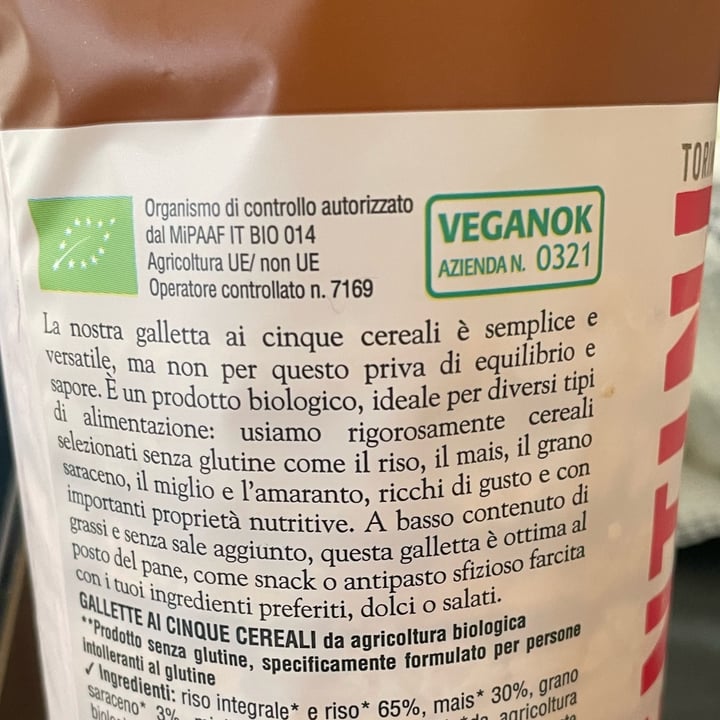 TORI
Organismo di controllo autorizzato
dal MiPAAF IT BIO 014
Agricoltura UE/ non UE
Operatore controllato n. 7169
VEGANOK
AZIENDA N. 0321
La nostra galletta ai cinque cereali è semplice e
versatile, ma non per questo priva di equilibrio e
sapore. È un prodotto biologico, ideale per diversi tipi
di alimentazione: usiamo rigorosamente cereali
selezionati senza glutine come il riso, il mais, il grano
saraceno, il miglio e l'amaranto, ricchi di gusto e con
importanti proprietà nutritive. A basso contenuto di
grassi e senza sale aggiunto, questa galletta è ottima al
posto del pane, come snack o antipasto sfizioso farcita
con i tuoi ingredienti preferiti, dolci o salati.
GALLETTE AI CINQUE CEREALI da agricoltura biologica
**Prodotto senza glutine, specificamente formulato per persone
intolleranti al glutine
✓ Ingredienti: riso integrale* e riso* 65%, mais* 30%, grano
saraceno* 3%, agricoltura